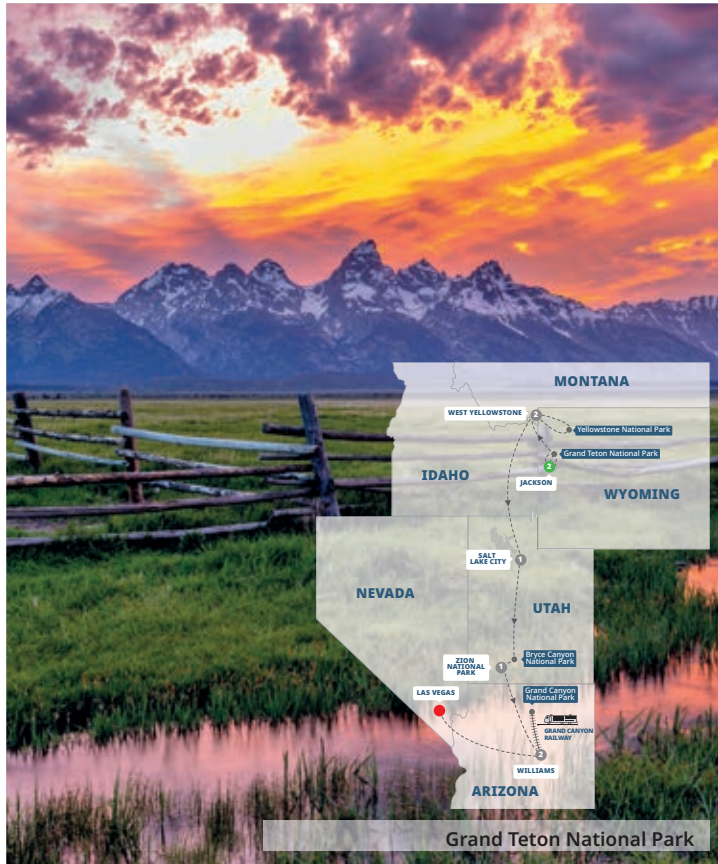 MONTANA
WEST YELLOWSTONE
2
Yellowstone National Park
Grand Teton National Park
2
JACKSON
IDAHO
WYOMING
SALT
LAKE CITY
1
NEVADA
UTAH
Bryce Canyon
National Park
ZION
NATIONAL
PARK
1
LAS VEGAS
Grand Canyon
National Park
GRAND CANYON
RAILWAY
2
WILLIAMS
ARIZONA
Grand Teton National Park